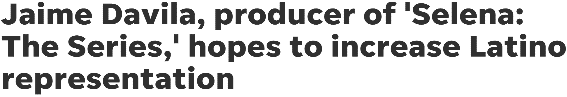 Jaime Davila, producer of 'Selena:
The Series,' hopes to increase Latino
representation